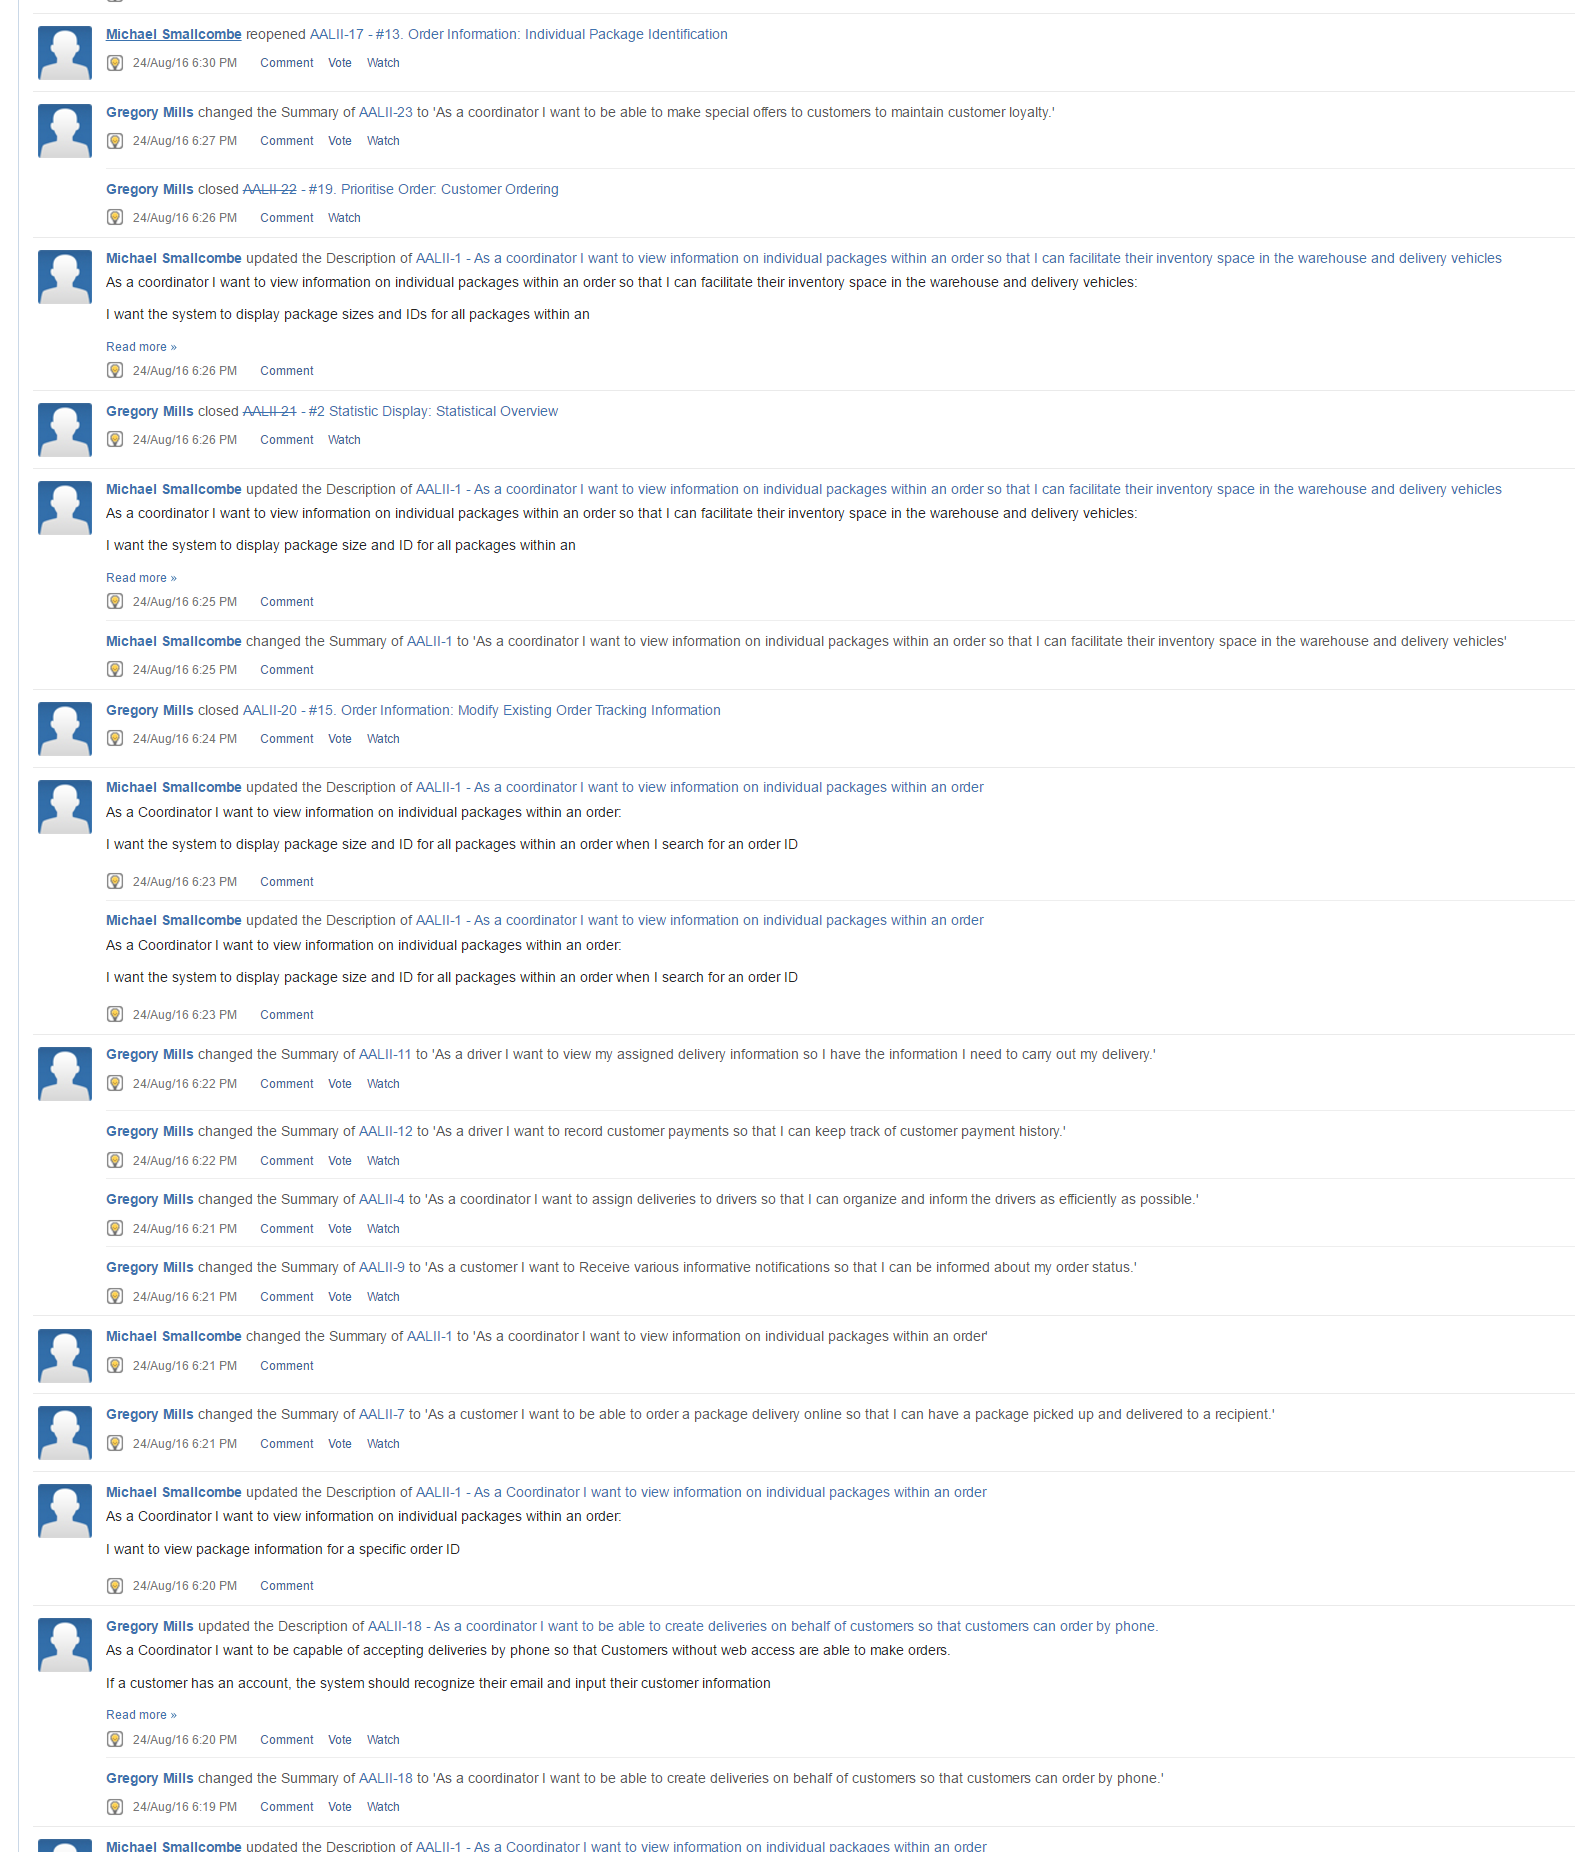 Michael Smallcombe reopened AALII-17 - #13. Order Information: Individual Package Identification
24/Aug/16 6:30 PM Comment Vote Watch
Gregory Mills changed the Summary of AALII-23 to 'As a coordinator I want to be able to make special offers to customers to maintain customer loyalty.'
24/Aug/16 6:27 PM Comment Vote Watch
Gregory Mills closed AALII-22 - #19. Prioritise Order: Customer Ordering
24/Aug/16 6:26 PM Comment Watch
Michael Smallcombe updated the Description of AALII-1 - As a coordinator I want to view information on individual packages within an order so that I can facilitate their inventory space in the warehouse and delivery vehicles
As a coordinator I want to view information on individual packages within an order so that I can facilitate their inventory space in the warehouse and delivery vehicles:
I want the system to display package sizes and IDs for all packages within an
Read more »
24/Aug/16 6:26 PM Comment
Gregory Mills closed AALII-21 - #2 Statistic Display: Statistical Overview
24/Aug/16 6:26 PM Comment Watch
Michael Smallcombe updated the Description of AALII-1 - As a coordinator I want to view information on individual packages within an order so that I can facilitate their inventory space in the warehouse and delivery vehicles
As a coordinator I want to view information on individual packages within an order so that I can facilitate their inventory space in the warehouse and delivery vehicles:
I want the system to display package size and ID for all packages within an
Read more »
24/Aug/16 6:25 PM Comment
Michael Smallcombe changed the Summary of AALII-1 to 'As a coordinator I want to view information on individual packages within an order so that I can facilitate their inventory space in the warehouse and delivery vehicles'
24/Aug/16 6:25 PM Comment
Gregory Mills closed AALII-20 - #15. Order Information: Modify Existing Order Tracking Information
24/Aug/16 6:24 PM Comment Vote Watch
Michael Smallcombe updated the Description of AALII-1 - As a coordinator I want to view information on individual packages within an order
As a Coordinator I want to view information on individual packages within an order:
I want the system to display package size and ID for all packages within an order when I search for an order ID
24/Aug/16 6:23 PM Comment
Michael Smallcombe updated the Description of AALII-1 - As a coordinator I want to view information on individual packages within an order
As a Coordinator I want to view information on individual packages within an order:
I want the system to display package size and ID for all packages within an order when I search for an order ID
24/Aug/16 6:23 PM Comment
Gregory Mills changed the Summary of AALII-11 to 'As a driver I want to view my assigned delivery information so I have the information I need to carry out my delivery.'
24/Aug/16 6:22 PM Comment Vote Watch
Gregory Mills changed the Summary of AALII-12 to 'As a driver I want to record customer payments so that I can keep track of customer payment history.'
24/Aug/16 6:22 PM Comment Vote Watch
Gregory Mills changed the Summary of AALII-4 to 'As a coordinator I want to assign deliveries to drivers so that I can organize and inform the drivers as efficiently as possible.'
24/Aug/16 6:21 PM Comment Vote Watch
Gregory Mills changed the Summary of AALII-9 to 'As a customer I want to Receive various informative notifications so that I can be informed about my order status.'
24/Aug/16 6:21 PM Comment Vote Watch
Michael Smallcombe changed the Summary of AALII-1 to 'As a coordinator I want to view information on individual packages within an order'
24/Aug/16 6:21 PM Comment
Gregory Mills changed the Summary of AALII-7 to 'As a customer I want to be able to order a package delivery online so that I can have a package picked up and delivered to a recipient.'
24/Aug/16 6:21 PM Comment Vote Watch
Michael Smallcombe updated the Description of AALII-1 - As a Coordinator I want to view information on individual packages within an order
As a Coordinator I want to view information on individual packages within an order:
I want to view package information for a specific order ID
24/Aug/16 6:20 PM Comment
Gregory Mills updated the Description of AALII-18 - As a coordinator I want to be able to create deliveries on behalf of customers so that customers can order by phone.
As a Coordinator I want to be capable of accepting deliveries by phone so that Customers without web access are able to make orders.
If a customer has an account, the system should recognize their email and input their customer information
Read more »
24/Aug/16 6:20 PM Comment Vote Watch
Gregory Mills changed the Summary of AALII-18 to 'As a coordinator I want to be able to create deliveries on behalf of customers so that customers can order by phone.'
24/Aug/16 6:19 PM Comment Vote Watch
Michael Smallcombe updated the Description of AALII-1 - As a Coordinator I want to view information on individual packages within an order